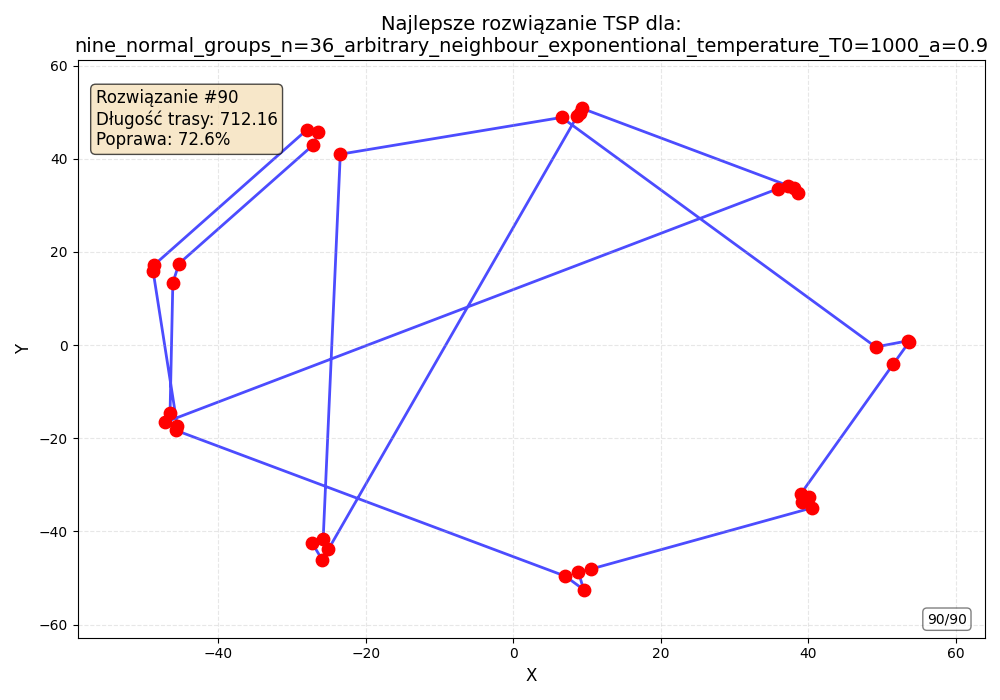 Najlepsze rozwiązanie TSP dla:
nine_normal_groups_n=36_arbitrary_neighbour_exponentional_temperature_T0=1000_a=0.9
Rozwiązanie #90
Długość trasy: 712.16
Poprawa: 72.6%
60
40
20
0
−20
−40
−60
Y
−40
−20
0
20
40
60
X
90/90